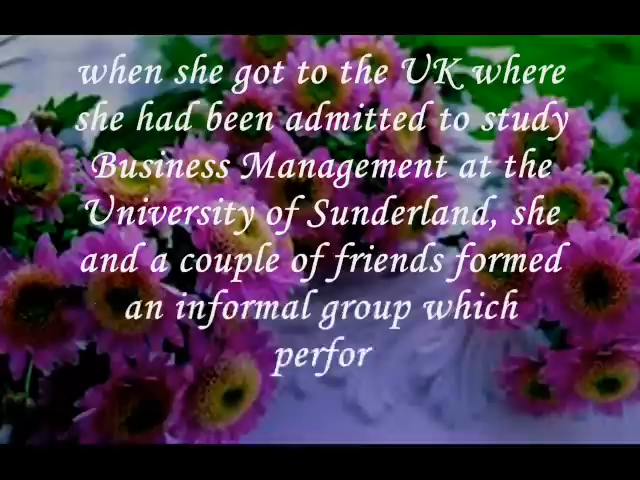 when she got to the UK where
she had been admitted to study
Business Management at the
University of Sunderland, she
and a couple of friends formed
an informal group which
perfor